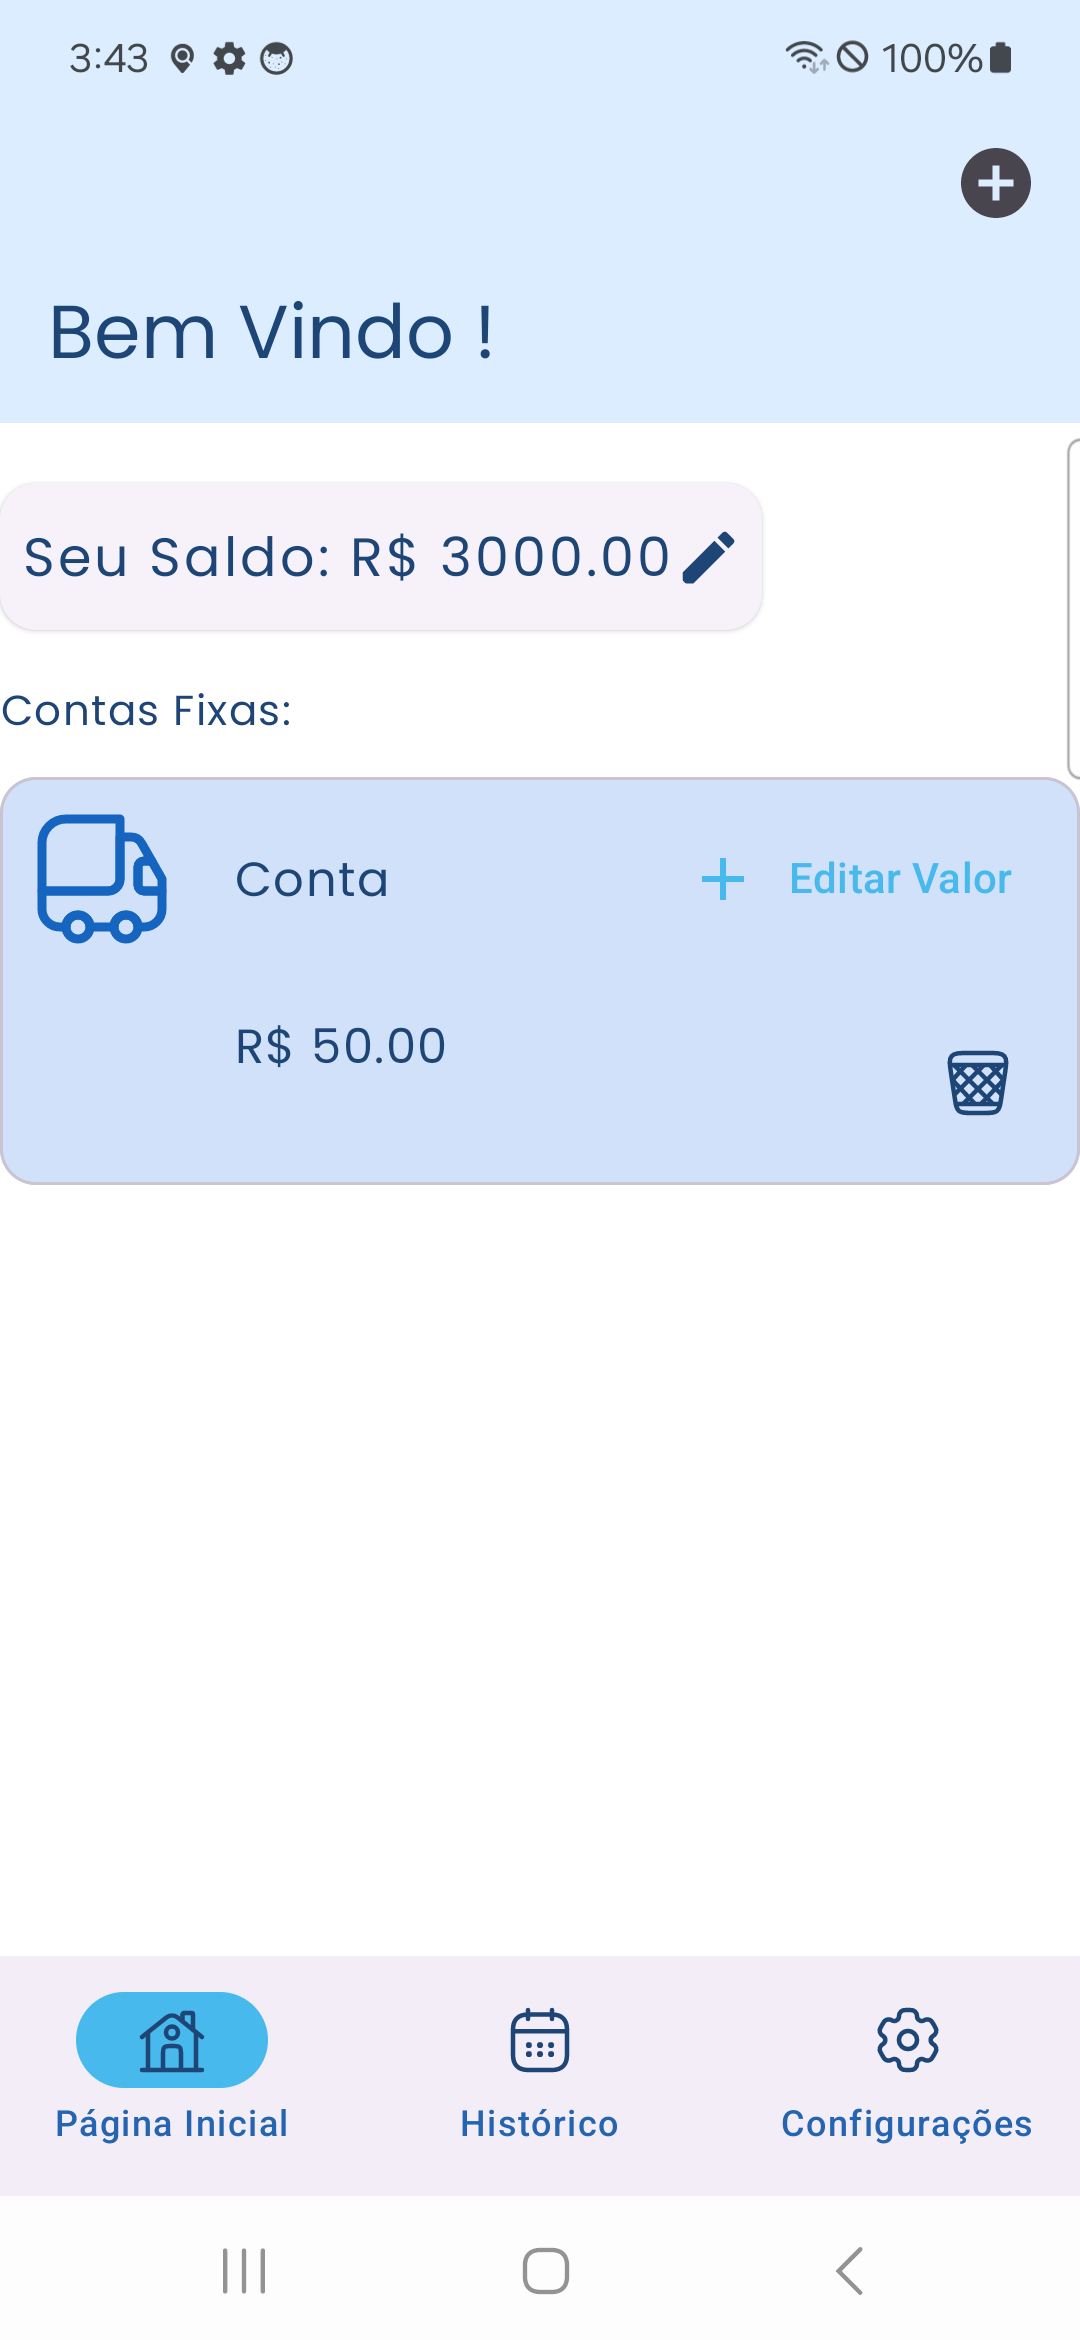 3:43
100%
Bem Vindo !
Seu Saldo: R$ 3000.00
Contas Fixas:
Conta
Editar Valor
R$ 50.00
Página Inicial
Histórico
Configurações